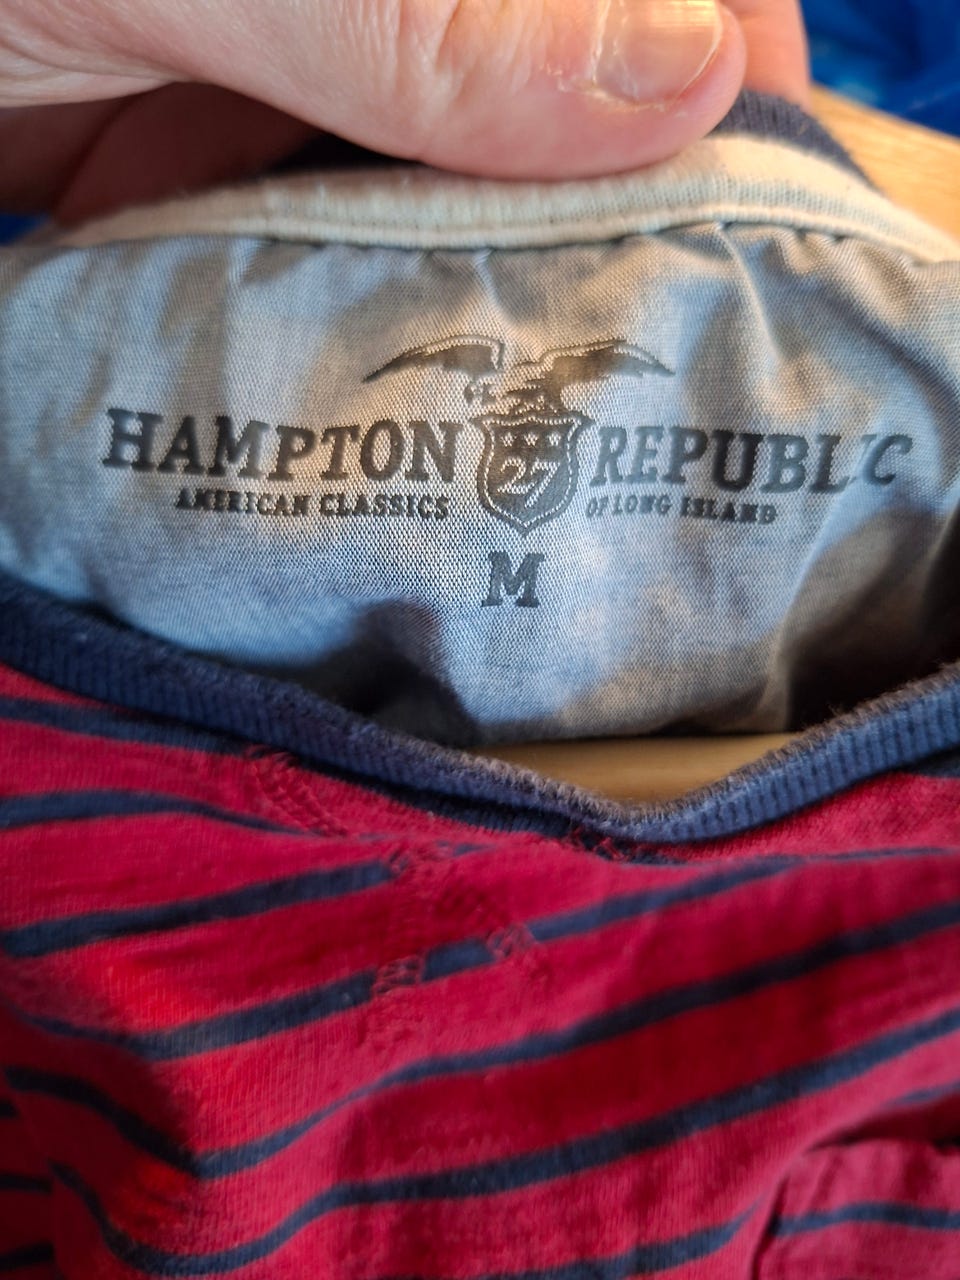 HAMPTON 27 REPUBLIC
AMERICAN CLASSICS OF LONG ISLAND
M